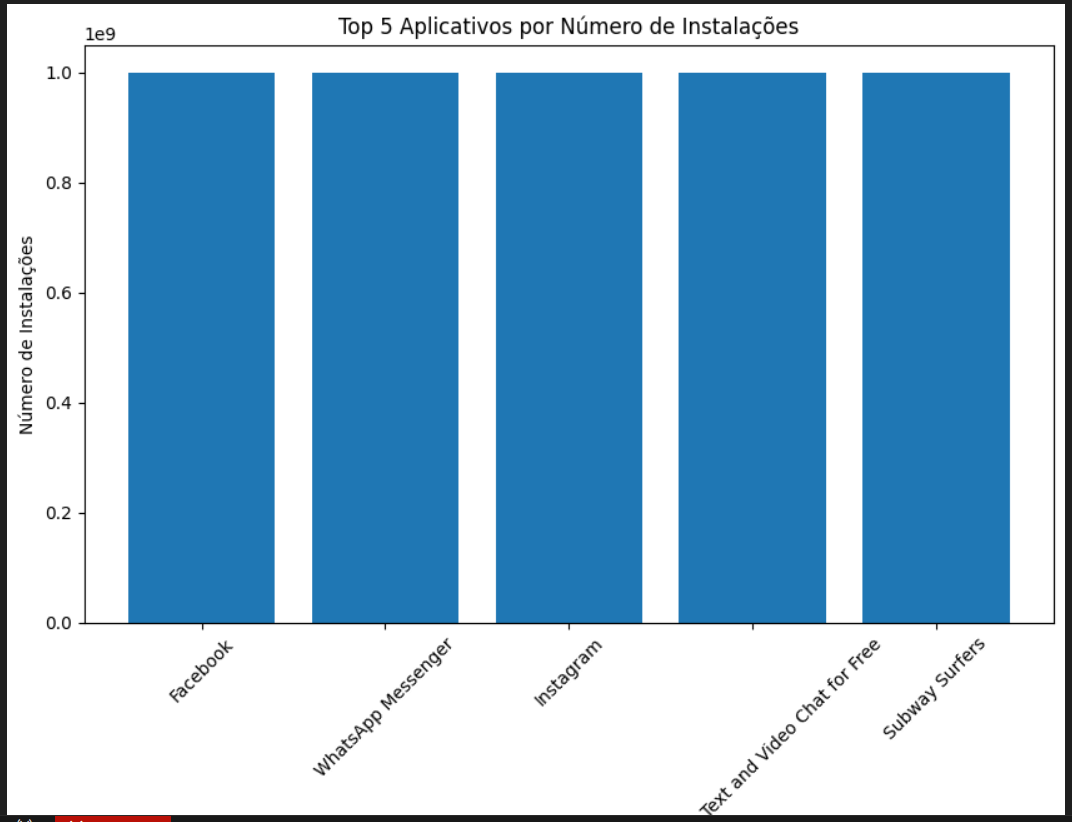 Top 5 Aplicativos por Número de Instalações
1e9
1.0
0.8
0.6
0.4
0.2
0.0
Número de Instalações
Facebook
WhatsApp Messenger
Instagram
Text and Video Chat for Free
Subway Surfers